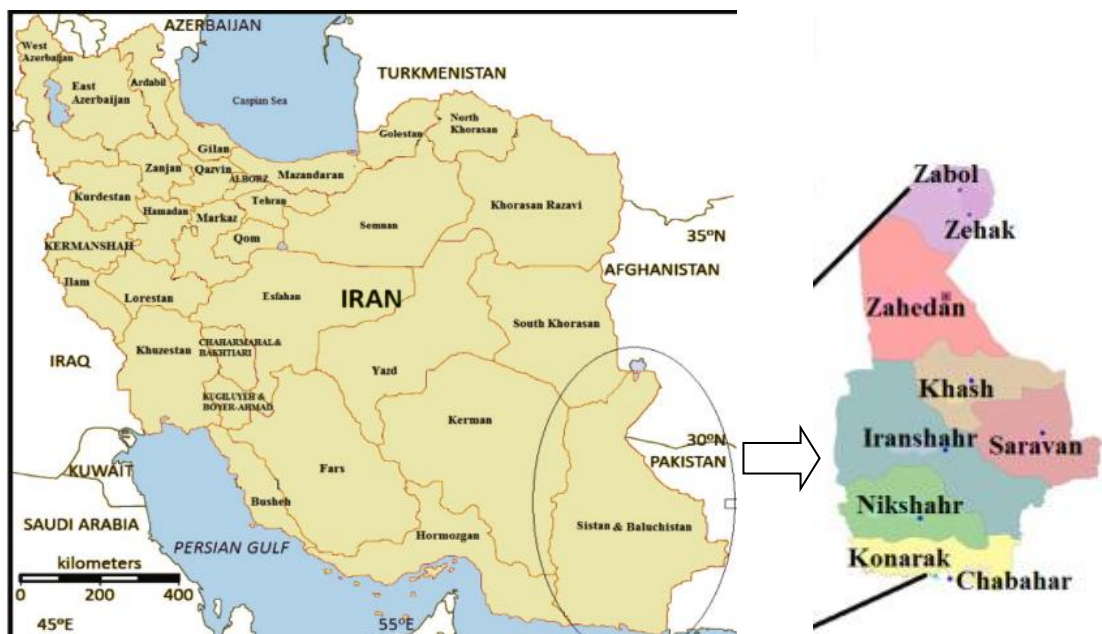 AZERBAIJAN
West
Azerbaijan
Ardabil
East
Azerbaijan
TURKMENISTAN
Caspian Sea
North
Khorasan
Golestan
Gilan
Zanjan
Qazvin
ALBORZ
Mazandaran
Kurdestan
Tehran
Khorasan Razavi
Hamadan
Markaz
Semnan
Qom
35ºN
KERMANSHAH
AFGHANISTAN
Ilam
Lorestan
Esfahan
IRAN
South Khorasan
CHAHARMAHAL &
BAKHTIARI
Khuzestan
IRAQ
Yazd
KUGILUYEH &
BOYER-AHMAD
Kerman
30ºN
PAKISTAN
KUWAIT
Fars
Busheh
SAUDI ARABIA
Sistan & Baluchistan
Hormozgan
PERSIAN GULF
kilometers
0 200 400
45ºE
55ºE
Zabol
Zehak
Zahedan
Khash
Iranshahr
Saravan
Nikshahr
Konarak
Chabahar